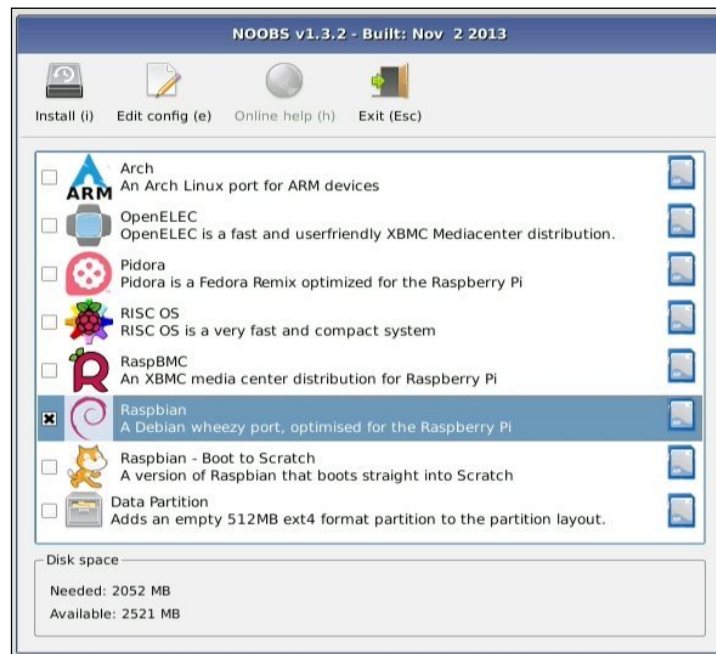 NOOBS v1.3.2 - Built: Nov 2 2013
Install (i) Edit config (e) Online help (h) Exit (Esc)
Arch
ARM An Arch Linux port for ARM devices
OpenELEC
OpenELEC is a fast and userfriendly XBMC Mediacenter distribution.
Pidora
Pidora is a Fedora Remix optimized for the Raspberry Pi
RISC OS
RISC OS is a very fast and compact system
RaspBMC
An XBMC media center distribution for Raspberry Pi
Raspbian
A Debian wheezy port, optimised for the Raspberry Pi
Raspbian - Boot to Scratch
A version of Raspbian that boots straight into Scratch
Data Partition
Adds an empty 512MB ext4 format partition to the partition layout.
Disk space
Needed: 2052 MB
Available: 2521 MB